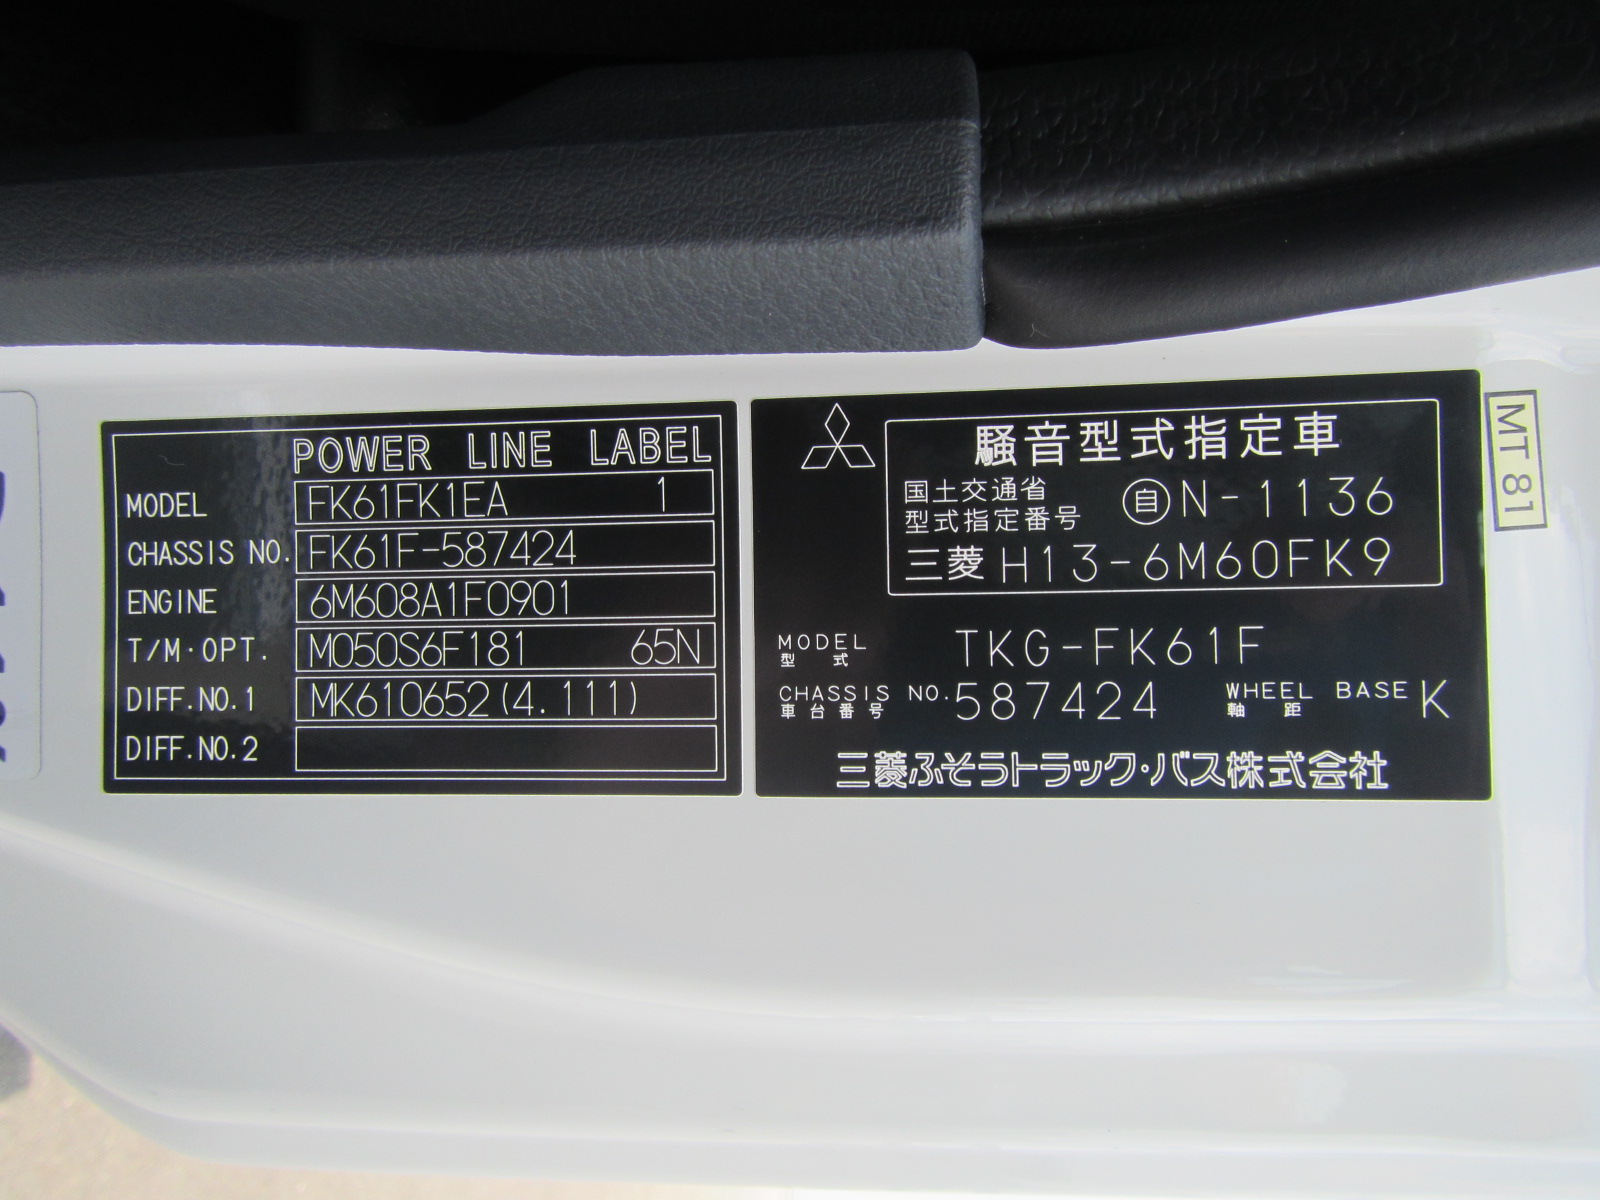 POWER LINE LABEL
MODEL FK61FK1EA 1
CHASSIS NO. FK61F-587424
ENGINE 6M608A1F0901
T/M·OPT. M050S6F181 65N
DIFF.NO.1 MK610652(4.111)
DIFF.NO.2
騒音型式指定車
国土交通省
型式指定番号 自N-1136
三菱 H13-6M60FK9
MODEL TKG-FK61F
型式
CHASSIS NO. 587424 WHEEL BASE K
車台番号 軸距
三菱ふそうトラック・バス株式会社
MT 81